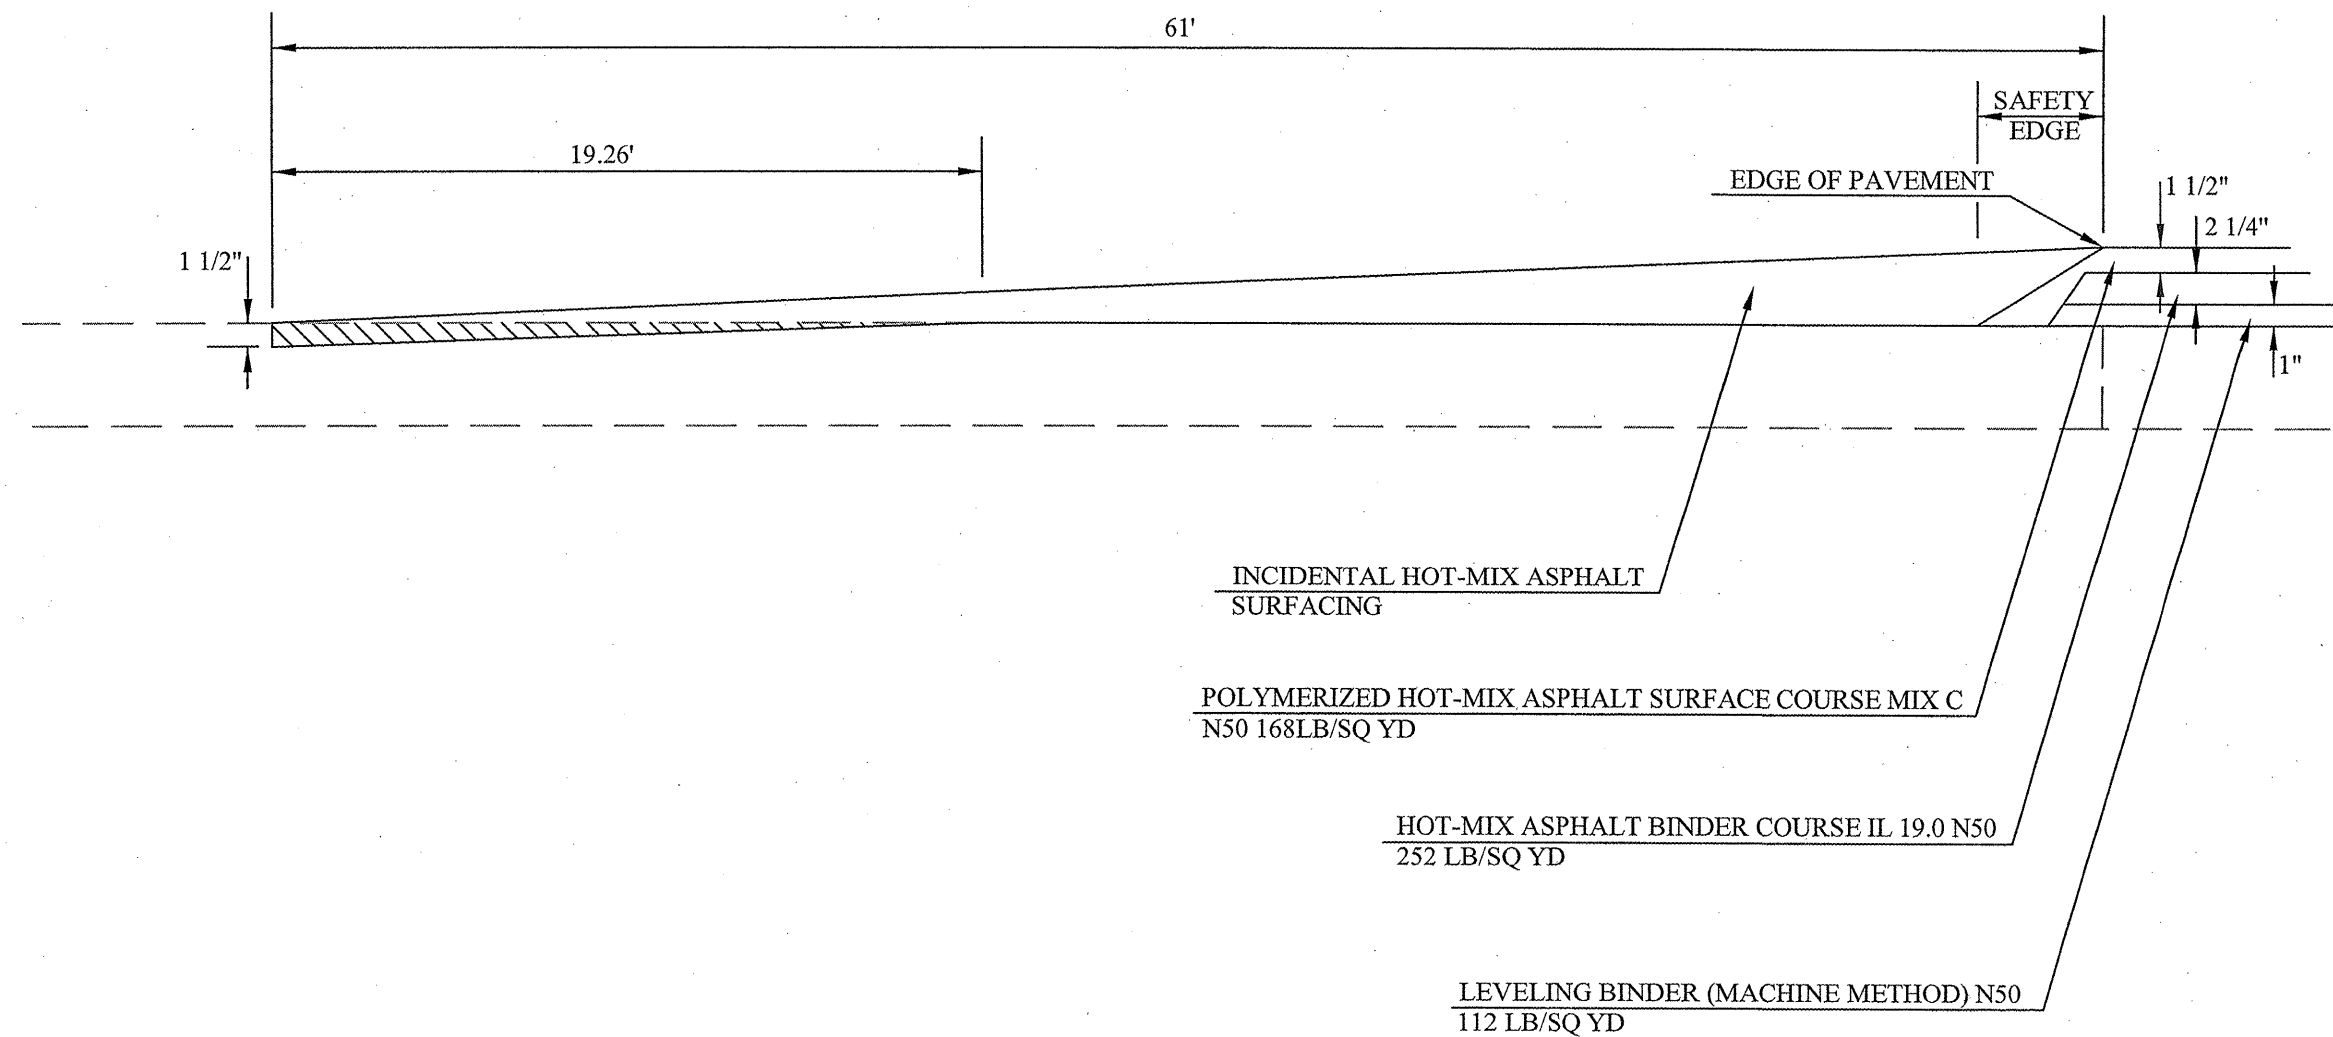 61'
SAFETY
EDGE
19.26'
EDGE OF PAVEMENT
1 1/2"
2 1/4"
1 1/2"
1"
INCIDENTAL HOT-MIX ASPHALT
SURFACING
POLYMERIZED HOT-MIX ASPHALT SURFACE COURSE MIX C
N50 168LB/SQ YD
HOT-MIX ASPHALT BINDER COURSE IL 19.0 N50
252 LB/SQ YD
LEVELING BINDER (MACHINE METHOD) N50
112 LB/SQ YD